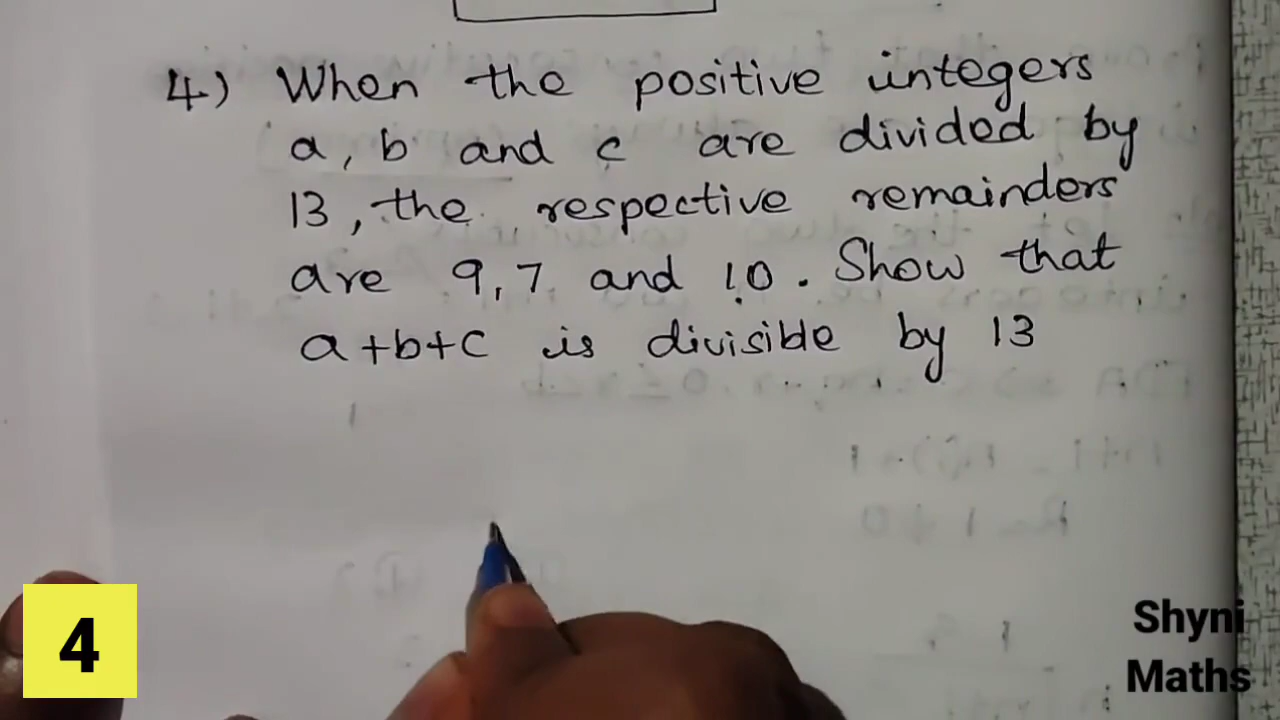 4) When the positive integers
a, b and c are divided by
13, the respective remainders
are 9,7 and 10. Show that
a+b+c is divisible by 13
4
Shyni
Maths